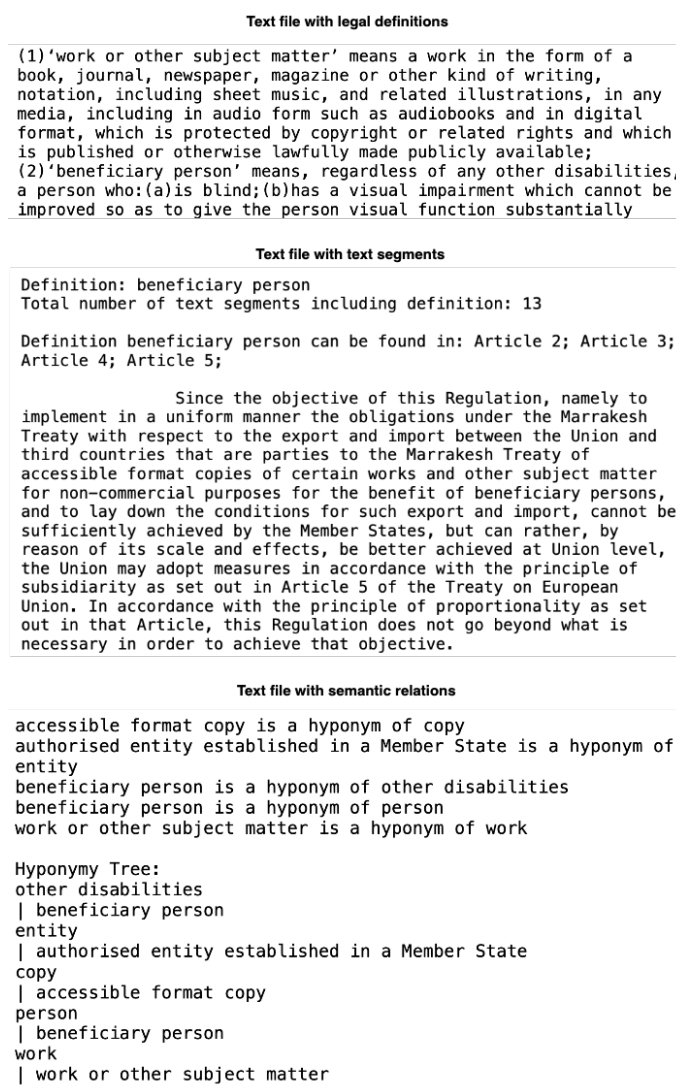 Text file with legal definitions
(1)‘work or other subject matter’ means a work in the form of a
book, journal, newspaper, magazine or other kind of writing,
notation, including sheet music, and related illustrations, in any
media, including in audio form such as audiobooks and in digital
format, which is protected by copyright or related rights and which
is published or otherwise lawfully made publicly available;
(2)‘beneficiary person’ means, regardless of any other disabilities,
a person who:(a)is blind;(b)has a visual impairment which cannot be
improved so as to give the person visual function substantially
Text file with text segments
Definition: beneficiary person
Total number of text segments including definition: 13
Definition beneficiary person can be found in: Article 2; Article 3;
Article 4; Article 5;
Since the objective of this Regulation, namely to
implement in a uniform manner the obligations under the Marrakesh
Treaty with respect to the export and import between the Union and
third countries that are parties to the Marrakesh Treaty of
accessible format copies of certain works and other subject matter
for non-commercial purposes for the benefit of beneficiary persons,
and to lay down the conditions for such export and import, cannot be
sufficiently achieved by the Member States, but can rather, by
reason of its scale and effects, be better achieved at Union level,
the Union may adopt measures in accordance with the principle of
subsidiarity as set out in Article 5 of the Treaty on European
Union. In accordance with the principle of proportionality as set
out in that Article, this Regulation does not go beyond what is
necessary in order to achieve that objective.
Text file with semantic relations
accessible format copy is a hyponym of copy
authorised entity established in a Member State is a hyponym of
entity
beneficiary person is a hyponym of other disabilities
beneficiary person is a hyponym of person
work or other subject matter is a hyponym of work
Hyponymy Tree:
other disabilities
| beneficiary person
entity
| authorised entity established in a Member State
copy
| accessible format copy
person
| beneficiary person
work
| work or other subject matter